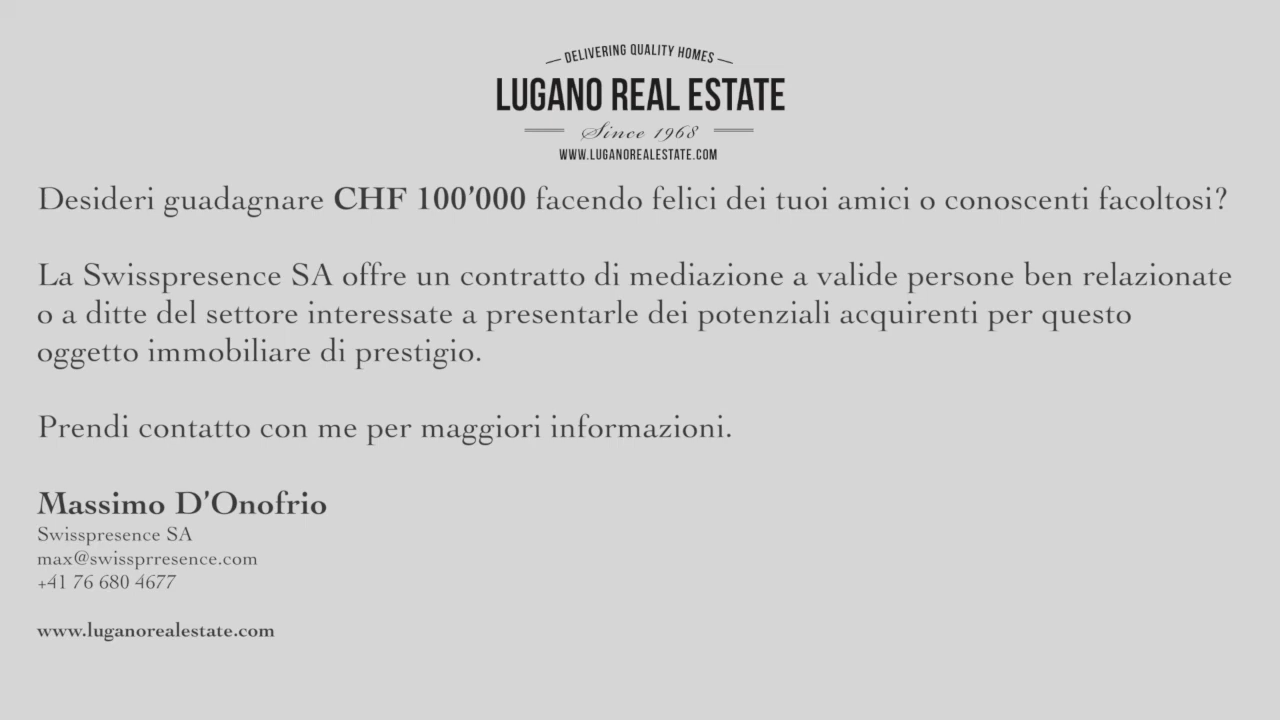 DELIVERING QUALITY HOMES
LUGANO REAL ESTATE
Since 1968
WWW.LUGANOREALESTATE.COM
Desideri guadagnare CHF 100'000 facendo felici dei tuoi amici o conoscenti facoltosi?
La Swisspresence SA offre un contratto di mediazione a valide persone ben relazionate
o a ditte del settore interessate a presentarle dei potenziali acquirenti per questo
oggetto immobiliare di prestigio.
Prendi contatto con me per maggiori informazioni.
Massimo D'Onofrio
Swisspresence SA
max@swissprresence.com
+41 76 680 4677
www.luganorealestate.com